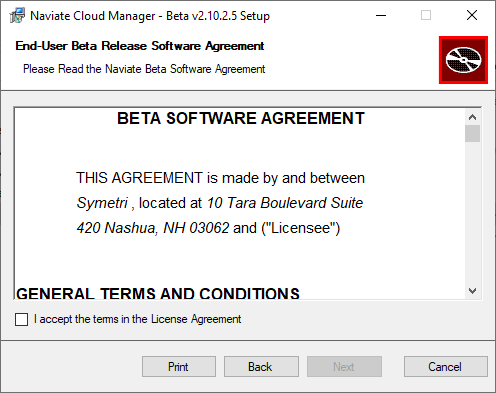 Naviate Cloud Manager - Beta v2.10.2.5 Setup
End-User Beta Release Software Agreement
Please Read the Naviate Beta Software Agreement
BETA SOFTWARE AGREEMENT
THIS AGREEMENT is made by and between
Symetri , located at 10 Tara Boulevard Suite
420 Nashua, NH 03062 and ("Licensee")
GENERAL TERMS AND CONDITIONS
I accept the terms in the License Agreement
Print
Back
Next
Cancel